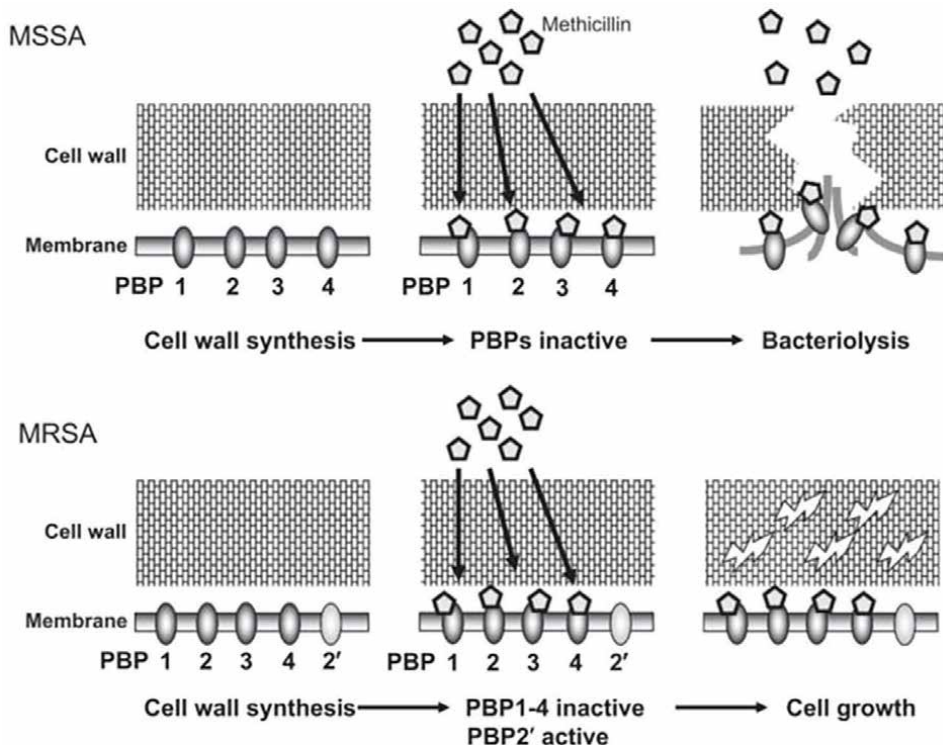 MSSA
Methicillin
Cell wall
Membrane
PBP 1 2 3 4
PBP 1 2 3 4
Cell wall synthesis PBPs inactive Bacteriolysis
MRSA
Cell wall
Membrane
PBP 1 2 3 4 2′
PBP 1 2 3 4 2′
Cell wall synthesis PBP1-4 inactive Cell growth
PBP2′ active